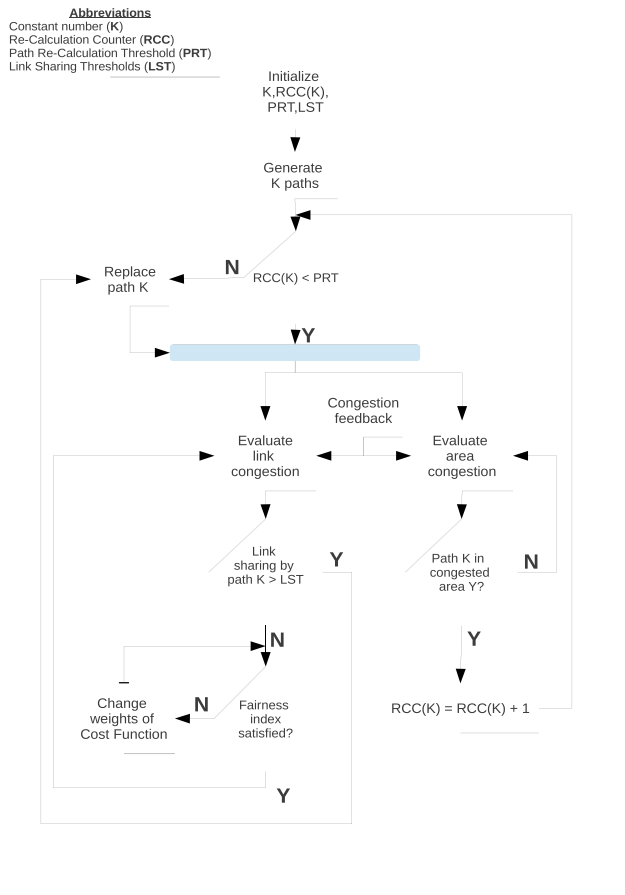 Abbreviations
Constant number (K)
Re-Calculation Counter (RCC)
Path Re-Calculation Threshold (PRT)
Link Sharing Thresholds (LST)
Initialize
K,RCC(K),
PRT,LST
Generate
K paths
N
RCC(K) < PRT
Replace
path K
Y
Congestion
feedback
Evaluate
link
congestion
Evaluate
area
congestion
Link
sharing by
path K > LST
Y
Path K in
congested
area Y?
N
N
Y
Change
weights of
Cost Function
N
Fairness
index
satisfied?
RCC(K) = RCC(K) + 1
Y